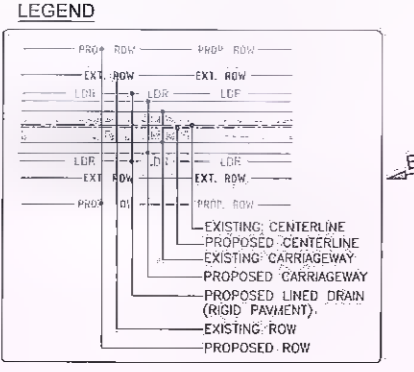 LEGEND
PROP ROW PROP ROW
EXT. ROW EXT. ROW
LDR LDR LDR
LDR LDR
EXT ROW EXT. ROW
PROP. ROW
EXISTING CENTERLINE
PROPOSED CENTERLINE
EXISTING CARRIAGEWAY
PROPOSED CARRIAGEWAY
PROPOSED LINED DRAIN
(RIGID PAVMENT)
EXISTING ROW
PROPOSED ROW